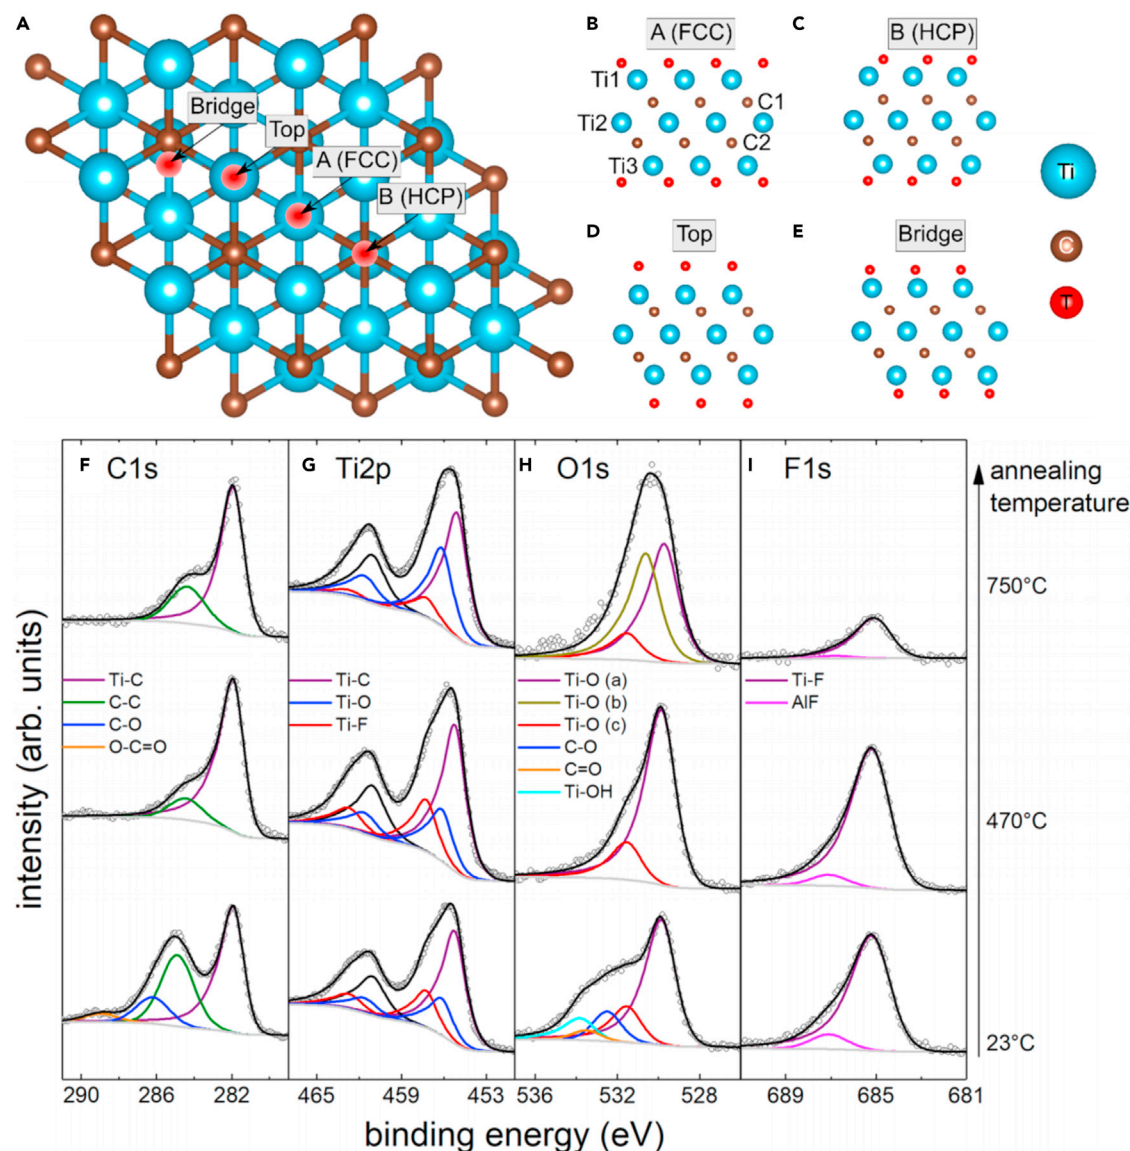 A
Bridge
Top
A (FCC)
B (HCP)
B
A (FCC)
Ti1
C1
Ti2
C2
Ti3
C
B (HCP)
Ti
C
T
D
Top
E
Bridge
F C1s
G Ti2p
H O1s
I F1s
annealing
temperature
750°C
Ti-C
C-C
C-O
O-C=O
Ti-C
Ti-O
Ti-F
Ti-O (a)
Ti-O (b)
Ti-O (c)
C-O
C=O
Ti-OH
Ti-F
AlF
470°C
23°C
intensity (arb. units)
290 286 282 465 459 453 536 532 528 689 685 681
binding energy (eV)